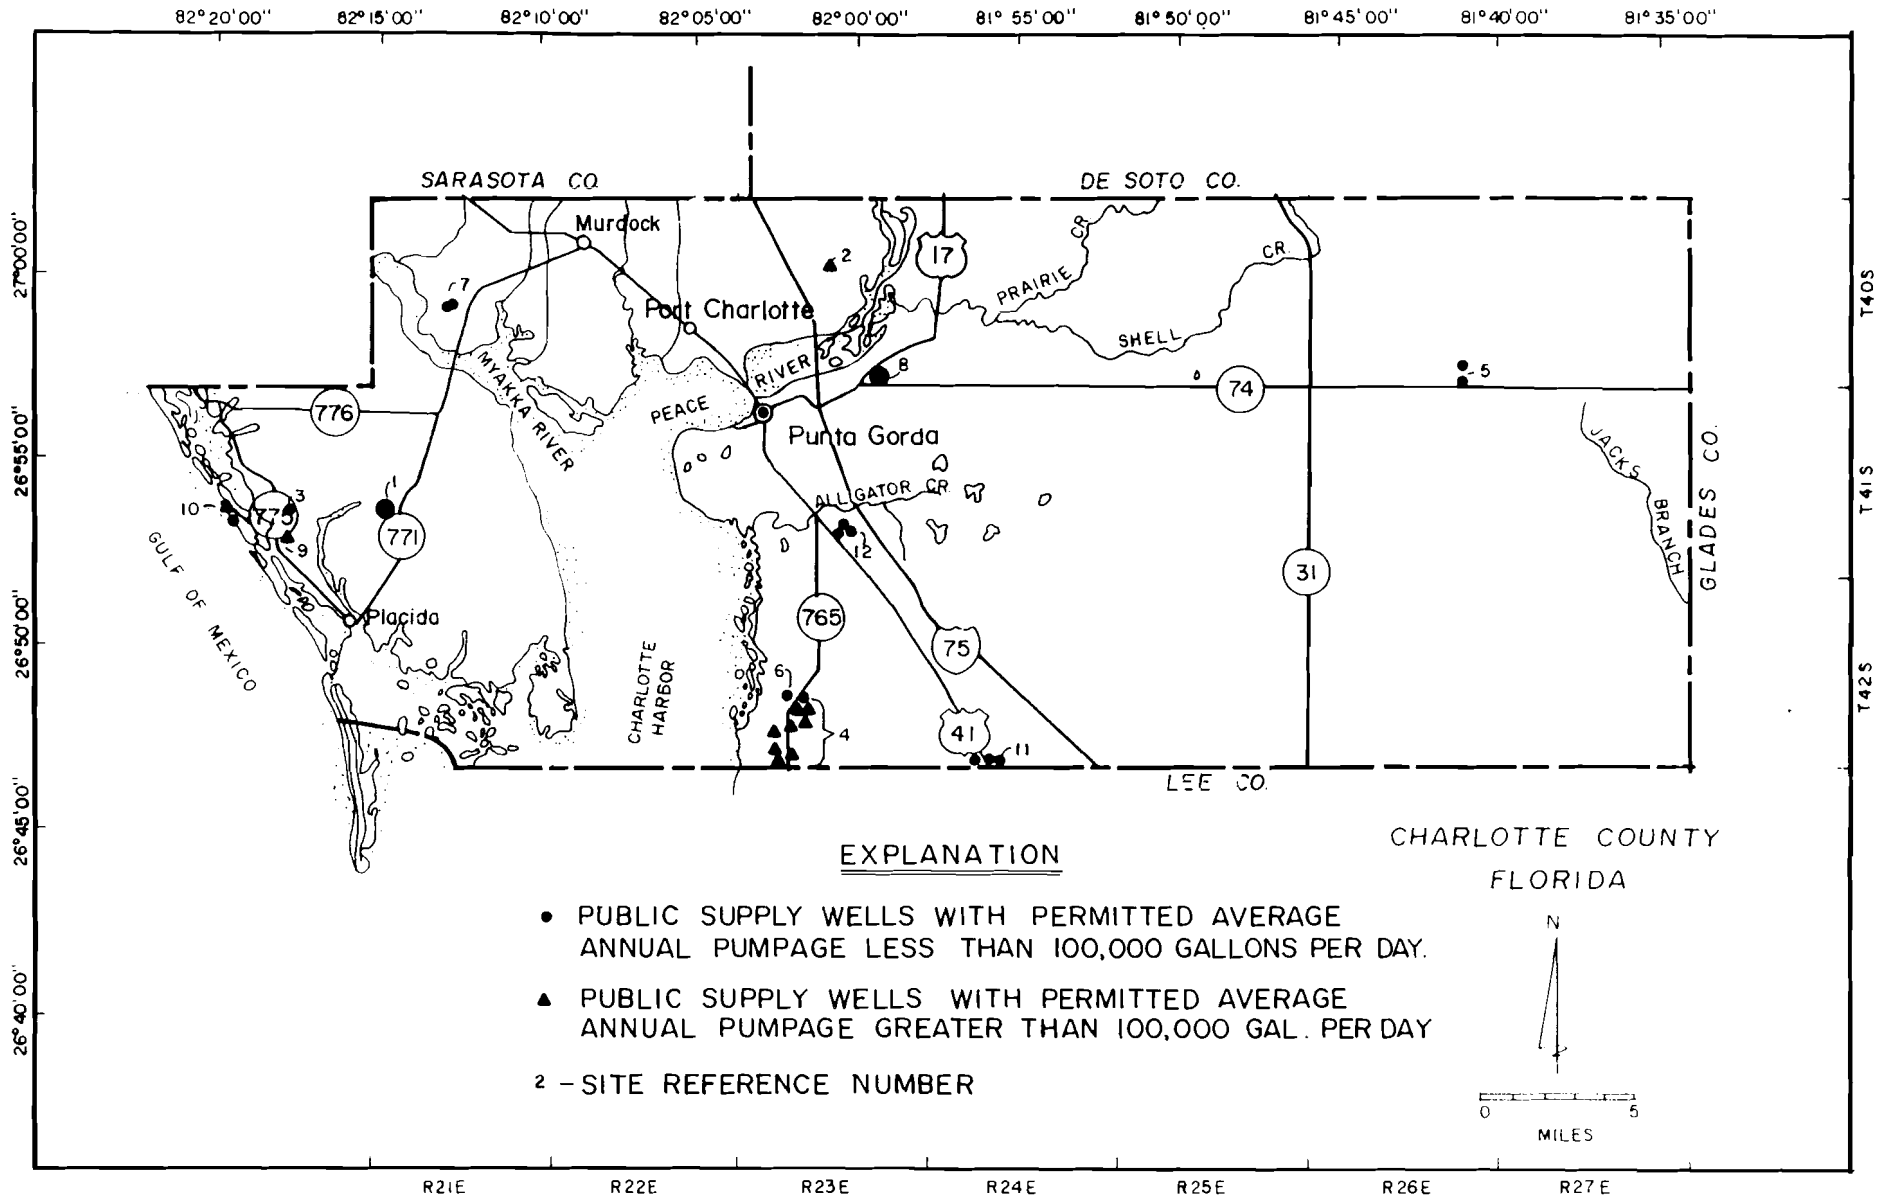 82°20'00" 82°15'00" 82°10'00" 82°05'00" 82°00'00" 81°55'00" 81°50'00" 81°45'00" 81°40'00" 81°35'00"
SARASOTA CO.
DE SOTO CO.
Murdock
2
17
PRAIRIE CR.
CR.
SHELL
27°00'00"
T40S
7
Port Charlotte
MYAKKA RIVER
RIVER
PEACE
8
5
74
776
Punta Gorda
26°55'00"
JACKS
BRANCH
GLADES CO.
T41S
1
3
10
775
9
771
ALLIGATOR CR.
12
31
GULF OF MEXICO
Placida
765
75
26°50'00"
T42S
CHARLOTTE
HARBOR
6
4
41
11
LEE CO.
26°45'00"
26°40'00"
EXPLANATION
PUBLIC SUPPLY WELLS WITH PERMITTED AVERAGE
ANNUAL PUMPAGE LESS THAN 100,000 GALLONS PER DAY.
PUBLIC SUPPLY WELLS WITH PERMITTED AVERAGE
ANNUAL PUMPAGE GREATER THAN 100,000 GAL. PER DAY
2 - SITE REFERENCE NUMBER
CHARLOTTE COUNTY
FLORIDA
N
0 5
MILES
R21E R22E R23E R24E R25E R26E R27E